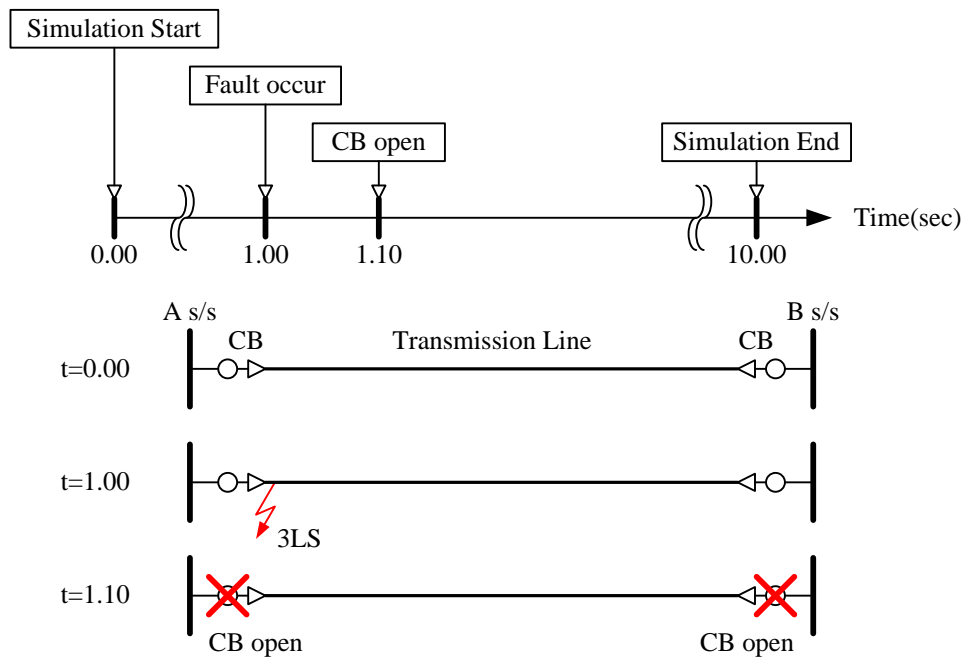 Simulation Start
Fault occur
CB open
Simulation End
Time(sec)
0.00
1.00
1.10
10.00
A s/s
B s/s
CB
Transmission Line
CB
t=0.00
t=1.00
3LS
t=1.10
CB open
CB open